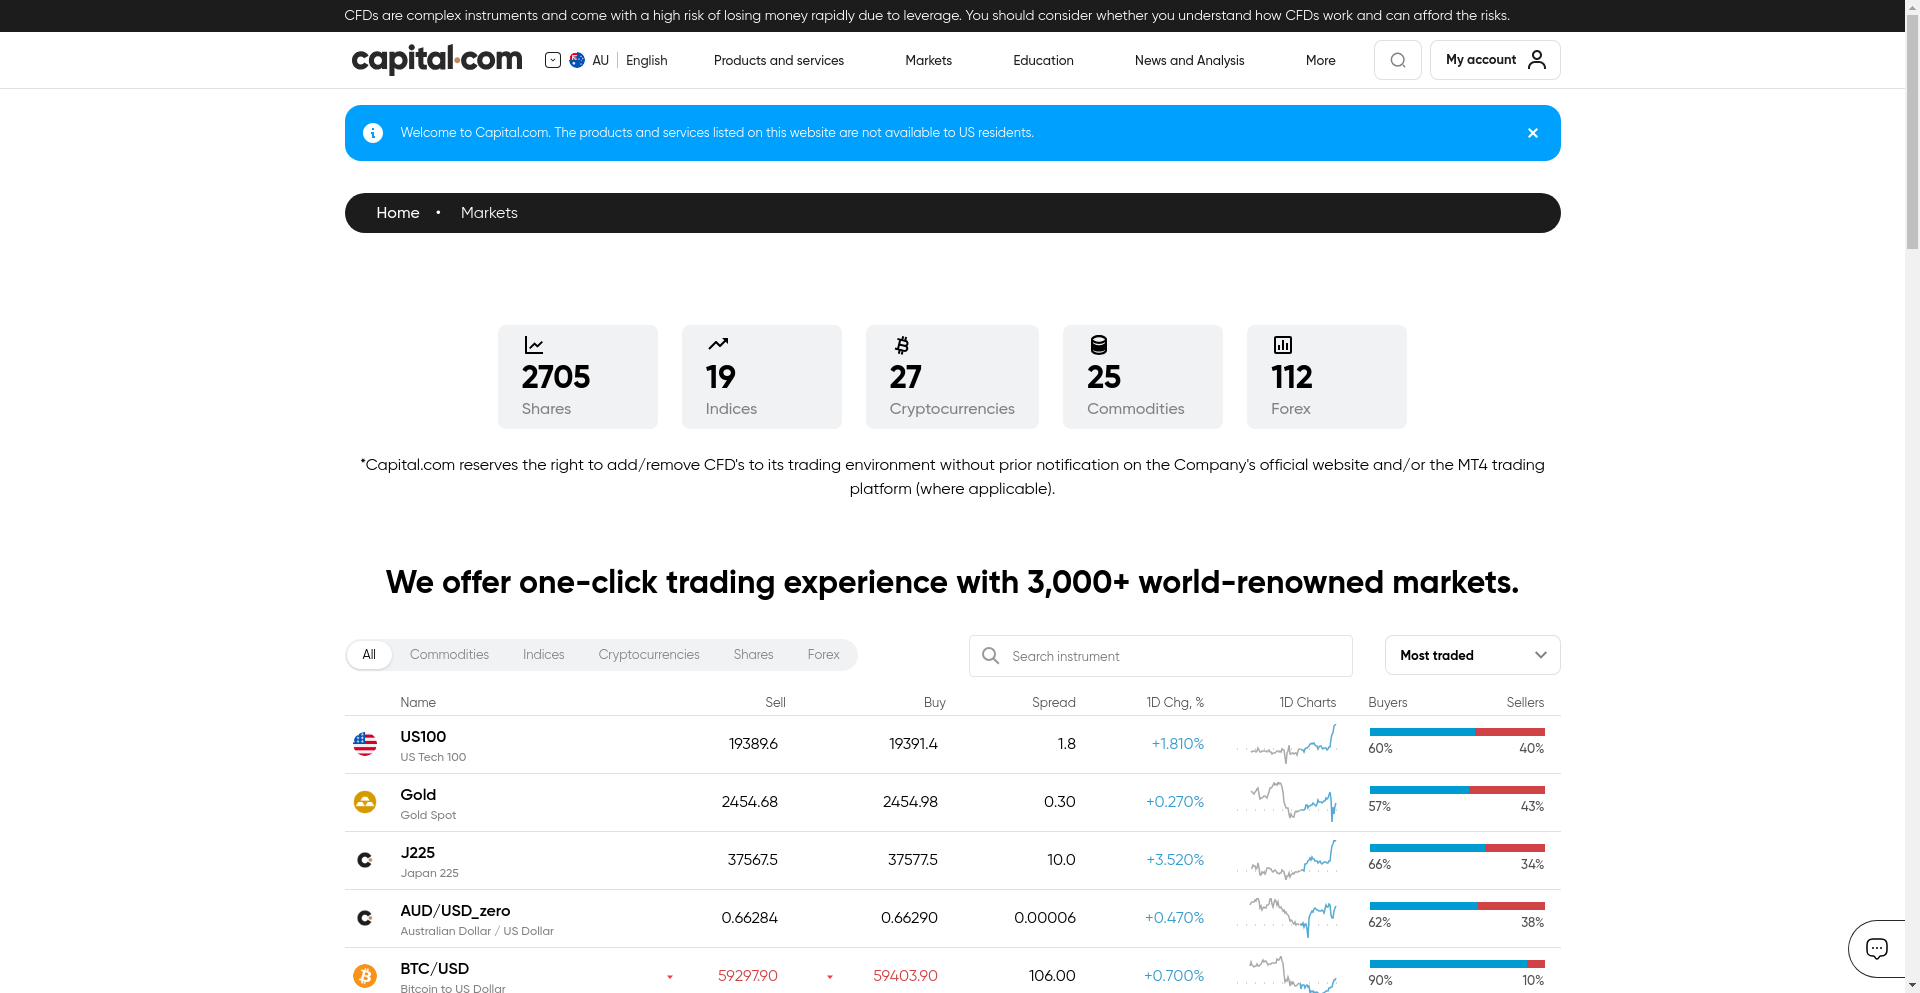 CFDs are complex instruments and come with a high risk of losing money rapidly due to leverage. You should consider whether you understand how CFDs work and can afford the risks.
capital.com
AU English
Products and services
Markets
Education
News and Analysis
More
My account
Welcome to Capital.com. The products and services listed on this website are not available to US residents.
Home • Markets
2705
Shares
19
Indices
27
Cryptocurrencies
25
Commodities
112
Forex
*Capital.com reserves the right to add/remove CFD's to its trading environment without prior notification on the Company's official website and/or the MT4 trading
platform (where applicable).
We offer one-click trading experience with 3,000+ world-renowned markets.
All Commodities Indices Cryptocurrencies Shares Forex
Search instrument
Most traded
Name Sell Buy Spread 1D Chg, % 1D Charts Buyers Sellers
US100 19389.6 19391.4 1.8 +1.810% 60% 40%
US Tech 100
Gold 2454.68 2454.98 0.30 +0.270% 57% 43%
Gold Spot
J225 37567.5 37577.5 10.0 +3.520% 66% 34%
Japan 225
AUD/USD_zero 0.66284 0.66290 0.00006 +0.470% 62% 38%
Australian Dollar / US Dollar
BTC/USD 59297.90 59403.90 106.00 +0.700% 90% 10%
Bitcoin to US Dollar